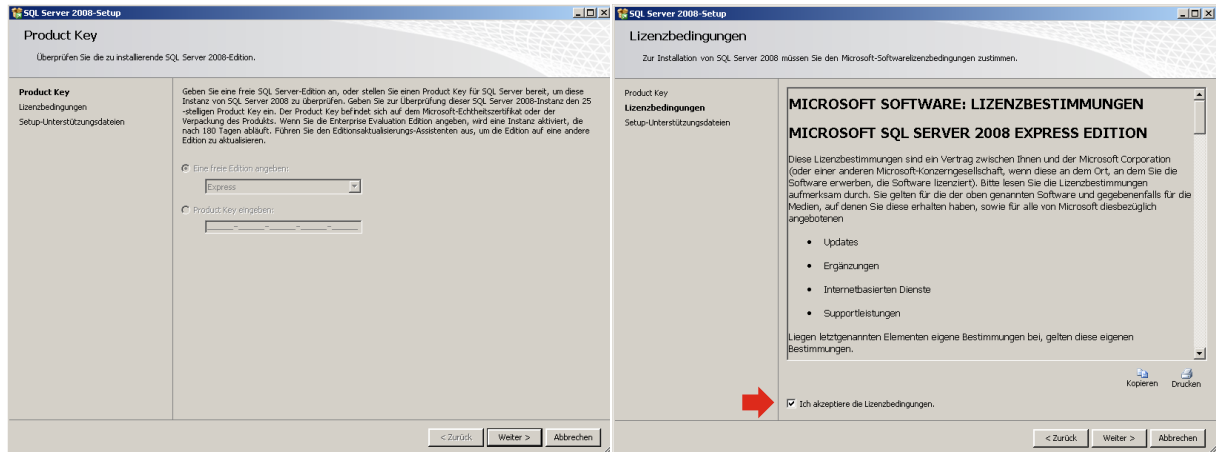 SQL Server 2008-Setup
Product Key
Überprüfen Sie die zu installierende SQL Server 2008-Edition.
Product Key
Lizenzbedingungen
Setup-Unterstützungsdateien
Geben Sie eine freie SQL Server-Edition an, oder stellen Sie einen Product Key für SQL Server bereit, um diese
Instanz von SQL Server 2008 zu überprüfen. Geben Sie zur Überprüfung dieser SQL Server 2008-Instanz den 25
-stelligen Product Key ein. Der Product Key befindet sich auf dem Microsoft-Echtheitszertifikat oder der
Verpackung des Produkts. Wenn Sie die Enterprise Evaluation Edition angeben, wird eine Instanz aktiviert, die
nach 180 Tagen abläuft. Führen Sie den Editionsaktualisierungs-Assistenten aus, um die Edition auf eine andere
Edition zu aktualisieren.
Eine freie Edition angeben:
Express
Product Key eingeben:
_____-_____-_____-_____-_____
< Zurück
Weiter >
Abbrechen
SQL Server 2008-Setup
Lizenzbedingungen
Zur Installation von SQL Server 2008 müssen Sie den Microsoft-Softwarelizenzbedingungen zustimmen.
Product Key
Lizenzbedingungen
Setup-Unterstützungsdateien
MICROSOFT SOFTWARE: LIZENZBESTIMMUNGEN
MICROSOFT SQL SERVER 2008 EXPRESS EDITION
Diese Lizenzbestimmungen sind ein Vertrag zwischen Ihnen und der Microsoft Corporation
(oder einer anderen Microsoft-Konzerngesellschaft, wenn diese an dem Ort, an dem Sie die
Software erwerben, die Software lizenziert). Bitte lesen Sie die Lizenzbestimmungen
aufmerksam durch. Sie gelten für die der oben genannten Software und gegebenenfalls für die
Medien, auf denen Sie diese erhalten haben, sowie für alle von Microsoft diesbezüglich
angebotenen
• Updates
• Ergänzungen
• Internetbasierten Dienste
• Supportleistungen
Liegen letztgenannten Elementen eigene Bestimmungen bei, gelten diese eigenen
Bestimmungen.
Kopieren
Drucken
Ich akzeptiere die Lizenzbedingungen.
< Zurück
Weiter >
Abbrechen